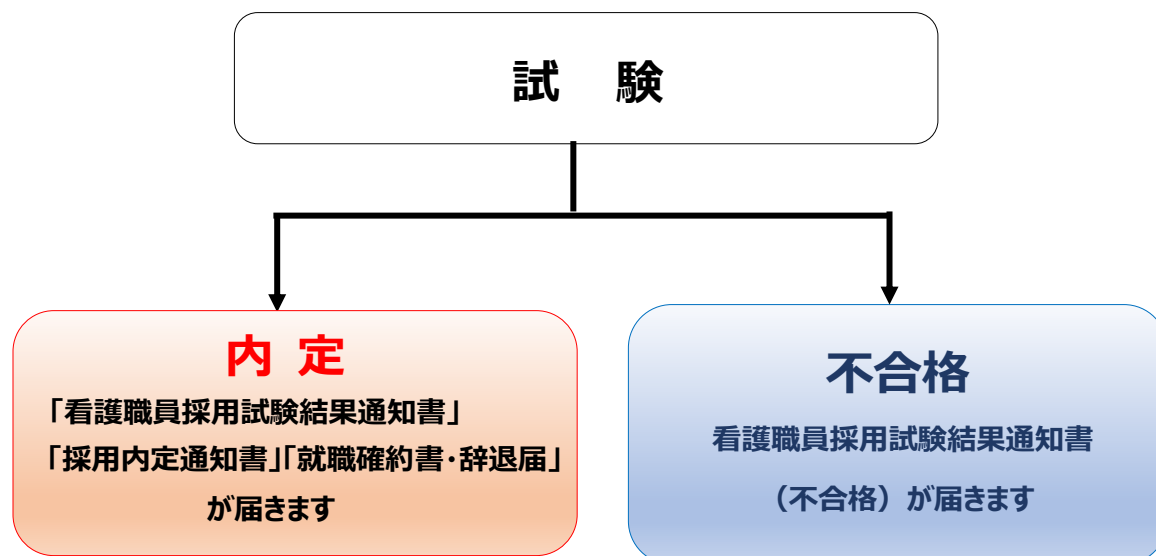 試　験
内 定
「看護職員採用試験結果通知書」
「採用内定通知書」「就職確約書・辞退届」
が届きます
不合格
看護職員採用試験結果通知書
（不合格）が届きます